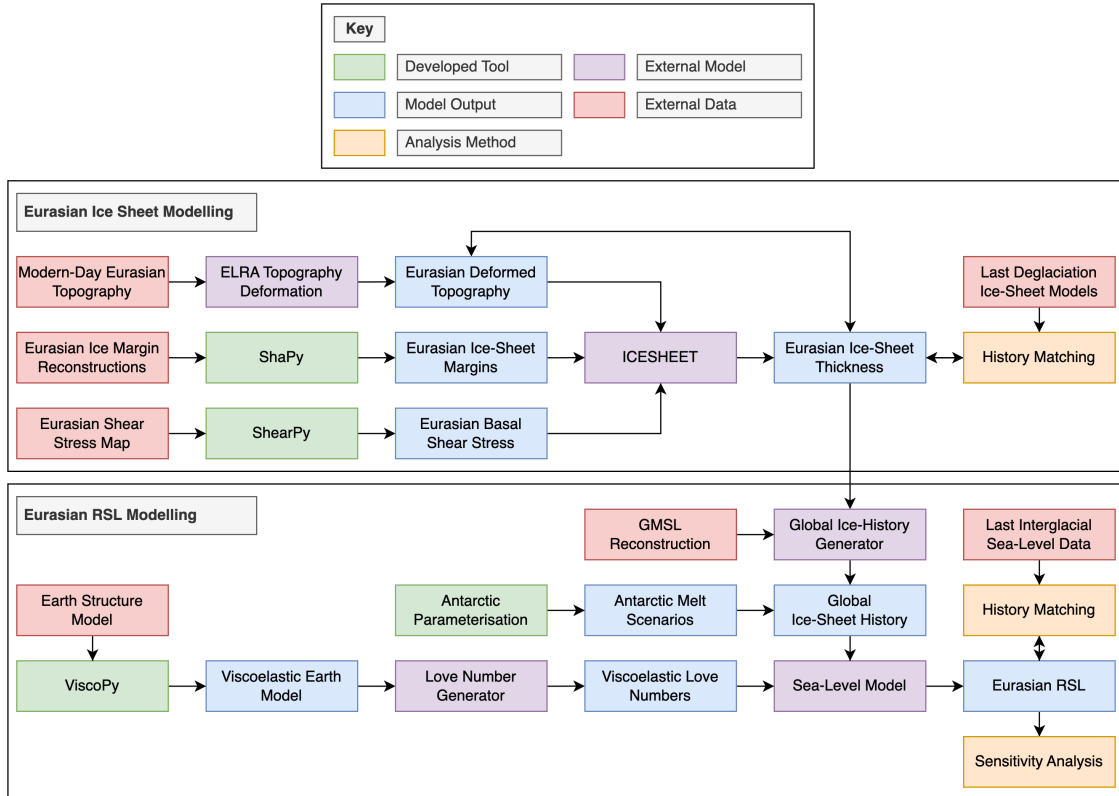 Key
Developed Tool
External Model
Model Output
External Data
Analysis Method
Eurasian Ice Sheet Modelling
Modern-Day Eurasian
Topography
ELRA Topography
Deformation
Eurasian Deformed
Topography
Last Deglaciation
Ice-Sheet Models
Eurasian Ice Margin
Reconstructions
ShaPy
Eurasian Ice-Sheet
Margins
ICESHEET
Eurasian Ice-Sheet
Thickness
History Matching
Eurasian Shear
Stress Map
ShearPy
Eurasian Basal
Shear Stress
Eurasian RSL Modelling
GMSL
Reconstruction
Global Ice-History
Generator
Last Interglacial
Sea-Level Data
Earth Structure
Model
Antarctic
Parameterisation
Antarctic Melt
Scenarios
Global
Ice-Sheet History
History Matching
ViscoPy
Viscoelastic Earth
Model
Love Number
Generator
Viscoelastic Love
Numbers
Sea-Level Model
Eurasian RSL
Sensitivity Analysis